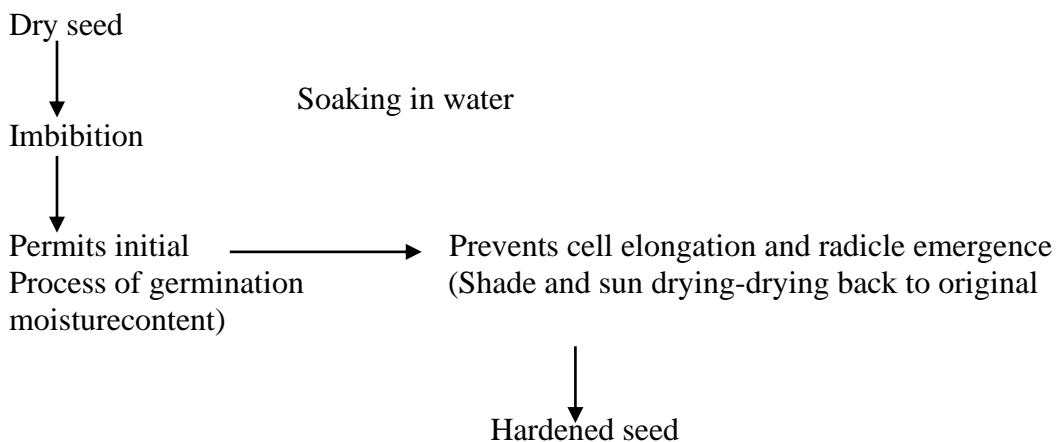 Dry seed
Soaking in water
Imbibition
Permits initial
Process of germination
moisturecontent)
Prevents cell elongation and radicle emergence
(Shade and sun drying-drying back to original
Hardened seed